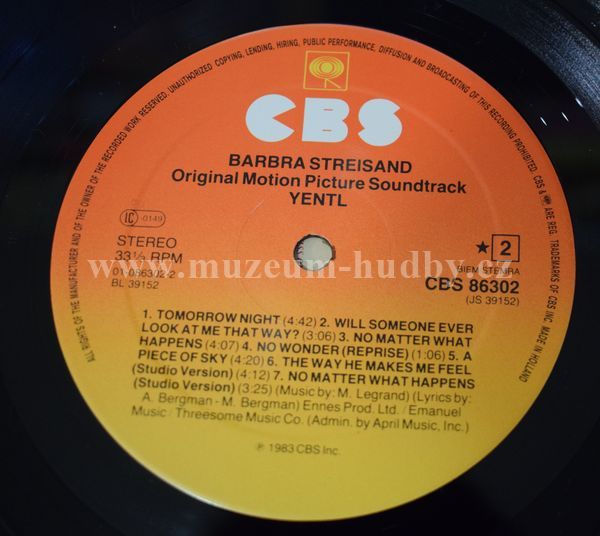 ALL RIGHTS OF THE MANUFACTURER AND OF THE OWNER OF THE RECORDED WORK RESERVED. UNAUTHORIZED COPYING, LENDING, HIRING, PUBLIC PERFORMANCE, DIFFUSION AND BROADCASTING OF THIS RECORDING PROHIBITED. CBS & ARE REG. TRADEMARKS OF CBS INC. MADE IN HOLLAND
CBS
BARBRA STREISAND
Original Motion Picture Soundtrack
YENTL
IC -0149
STEREO
33⅓ RPM
01-086302-2
BL 39152
★ 2
BIEM STEMRA
CBS 86302
(JS 39152)
www.muzeum-hudby.cz
1. TOMORROW NIGHT (4:42) 2. WILL SOMEONE EVER
LOOK AT ME THAT WAY? (3:06) 3. NO MATTER WHAT
HAPPENS (4:07) 4. NO WONDER (REPRISE) (1:06) 5. A
PIECE OF SKY (4:20) 6. THE WAY HE MAKES ME FEEL
(Studio Version) (4:12) 7. NO MATTER WHAT HAPPENS
(Studio Version) (3:25) (Music by: M. Legrand) (Lyrics by:
A. Bergman - M. Bergman) Ennes Prod. Ltd. / Emanuel
Music / Threesome Music Co. (Admin. by April Music, Inc.)
℗ 1983 CBS Inc.